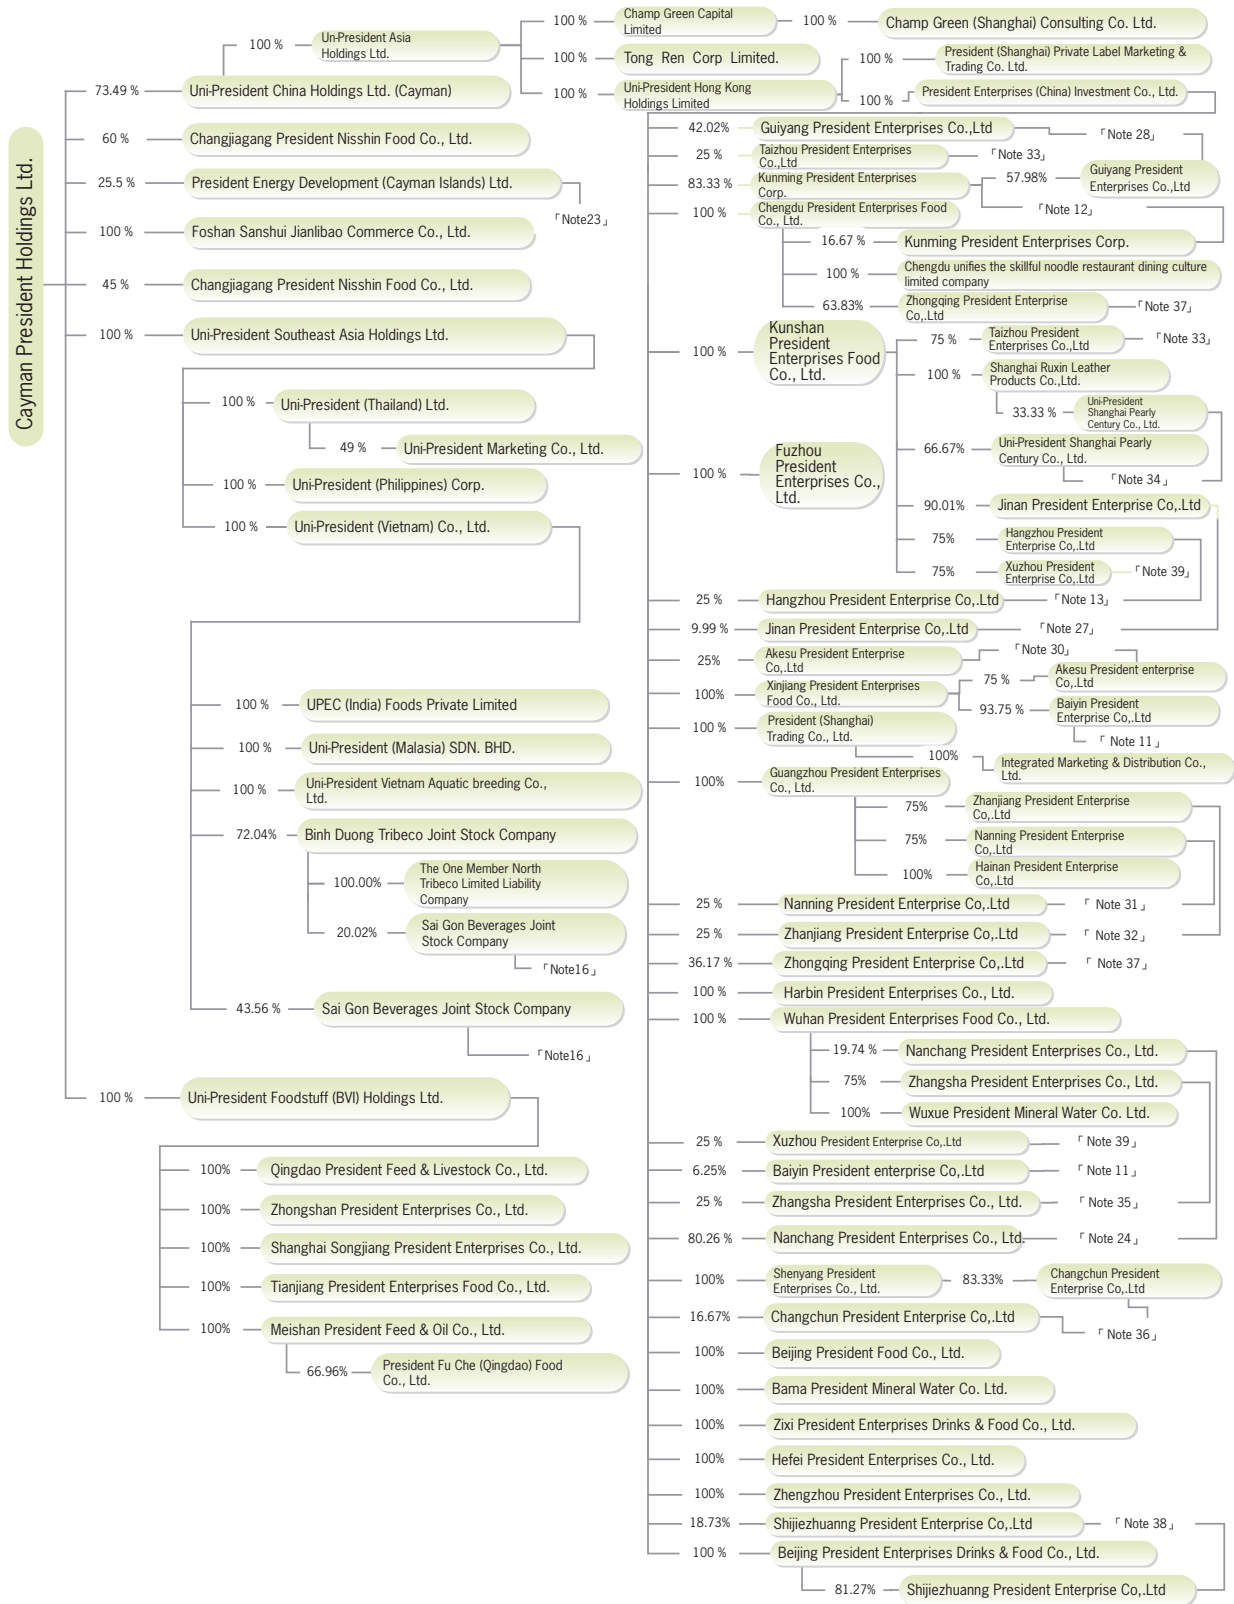 Cayman President Holdings Ltd.
100 %
Un-President Asia
Holdings Ltd.
100 %
Champ Green Capital
Limited
100 %
Champ Green (Shanghai) Consulting Co. Ltd.
100 %
Tong Ren Corp Limited.
100 %
Uni-President Hong Kong
Holdings Limited
100 %
President (Shanghai) Private Label Marketing &
Trading Co. Ltd.
100 %
President Enterprises (China) Investment Co., Ltd.
73.49 %
Uni-President China Holdings Ltd. (Cayman)
60 %
Changjiagang President Nisshin Food Co., Ltd.
25.5 %
President Energy Development (Cayman Islands) Ltd.
「Note23」
100 %
Foshan Sanshui Jianlibao Commerce Co., Ltd.
45 %
Changjiagang President Nisshin Food Co., Ltd.
100 %
Uni-President Southeast Asia Holdings Ltd.
100 %
Uni-President (Thailand) Ltd.
49 %
Uni-President Marketing Co., Ltd.
100 %
Uni-President (Philippines) Corp.
100 %
Uni-President (Vietnam) Co., Ltd.
100 %
UPEC (India) Foods Private Limited
100 %
Uni-President (Malasia) SDN. BHD.
100 %
Uni-President Vietnam Aquatic breeding Co.,
Ltd.
72.04%
Binh Duong Tribeco Joint Stock Company
100.00%
The One Member North
Tribeco Limited Liability
Company
20.02%
Sai Gon Beverages Joint
Stock Company
「Note16」
43.56 %
Sai Gon Beverages Joint Stock Company
「Note16」
100 %
Uni-President Foodstuff (BVI) Holdings Ltd.
100%
Qingdao President Feed & Livestock Co., Ltd.
100%
Zhongshan President Enterprises Co., Ltd.
100%
Shanghai Songjiang President Enterprises Co., Ltd.
100%
Tianjiang President Enterprises Food Co., Ltd.
100%
Meishan President Feed & Oil Co., Ltd.
66.96%
President Fu Che (Qingdao) Food
Co., Ltd.
42.02%
Guiyang President Enterprises Co.,Ltd
「Note 28」
25 %
Taizhou President Enterprises
Co.,Ltd
「Note 33」
83.33 %
Kunming President Enterprises
Corp.
57.98%
Guiyang President
Enterprises Co.,Ltd
「Note 12」
100 %
Chengdu President Enterprises Food
Co., Ltd.
16.67 %
Kunming President Enterprises Corp.
100 %
Chengdu unifies the skillful noodle restaurant dining culture
limited company
63.83%
Zhongqing President Enterprise
Co,.Ltd
「Note 37」
100 %
Kunshan
President
Enterprises Food
Co., Ltd.
75 %
Taizhou President
Enterprises Co.,Ltd
「Note 33」
100 %
Shanghai Ruxin Leather
Products Co.,Ltd.
33.33 %
Uni-President
Shanghai Pearly
Century Co., Ltd.
66.67%
Uni-President Shanghai Pearly
Century Co., Ltd.
「Note 34」
90.01%
Jinan President Enterprise Co,.Ltd
75%
Hangzhou President
Enterprise Co,.Ltd
75%
Xuzhou President
Enterprise Co,.Ltd
「Note 39」
100 %
Fuzhou
President
Enterprises Co.,
Ltd.
25 %
Hangzhou President Enterprise Co,.Ltd
「Note 13」
9.99 %
Jinan President Enterprise Co,.Ltd
「Note 27」
25%
Akesu President Enterprise
Co,.Ltd
「Note 30」
100%
Xinjiang President Enterprises
Food Co., Ltd.
75 %
Akesu President enterprise
Co,.Ltd
93.75 %
Baiyin President
Enterprise Co,.Ltd
「Note 11」
100 %
President (Shanghai)
Trading Co., Ltd.
100%
Integrated Marketing & Distribution Co.,
Ltd.
100%
Guangzhou President Enterprises
Co., Ltd.
75%
Zhanjiang President Enterprise
Co,.Ltd
75%
Nanning President Enterprise
Co,.Ltd
100%
Hainan President Enterprise
Co,.Ltd
25 %
Nanning President Enterprise Co,.Ltd
「Note 31」
25 %
Zhanjiang President Enterprise Co,.Ltd
「Note 32」
36.17 %
Zhongqing President Enterprise Co,.Ltd
「Note 37」
100 %
Harbin President Enterprises Co., Ltd.
100 %
Wuhan President Enterprises Food Co., Ltd.
19.74 %
Nanchang President Enterprises Co., Ltd.
75%
Zhangsha President Enterprises Co., Ltd.
100%
Wuxue President Mineral Water Co. Ltd.
25 %
Xuzhou President Enterprise Co,.Ltd
「Note 39」
6.25%
Baiyin President enterprise Co,.Ltd
「Note 11」
25 %
Zhangsha President Enterprises Co., Ltd.
「Note 35」
80.26 %
Nanchang President Enterprises Co., Ltd.
「Note 24」
100%
Shenyang President
Enterprises Co., Ltd.
83.33%
Changchun President
Enterprise Co,.Ltd
16.67%
Changchun President Enterprise Co,.Ltd
「Note 36」
100%
Beijing President Food Co., Ltd.
100%
Bama President Mineral Water Co. Ltd.
100%
Zixi President Enterprises Drinks & Food Co., Ltd.
100%
Hefei President Enterprises Co., Ltd.
100%
Zhengzhou President Enterprises Co., Ltd.
18.73%
Shijiezhuanng President Enterprise Co,.Ltd
「Note 38」
100 %
Beijing President Enterprises Drinks & Food Co., Ltd.
81.27%
Shijiezhuanng President Enterprise Co,.Ltd